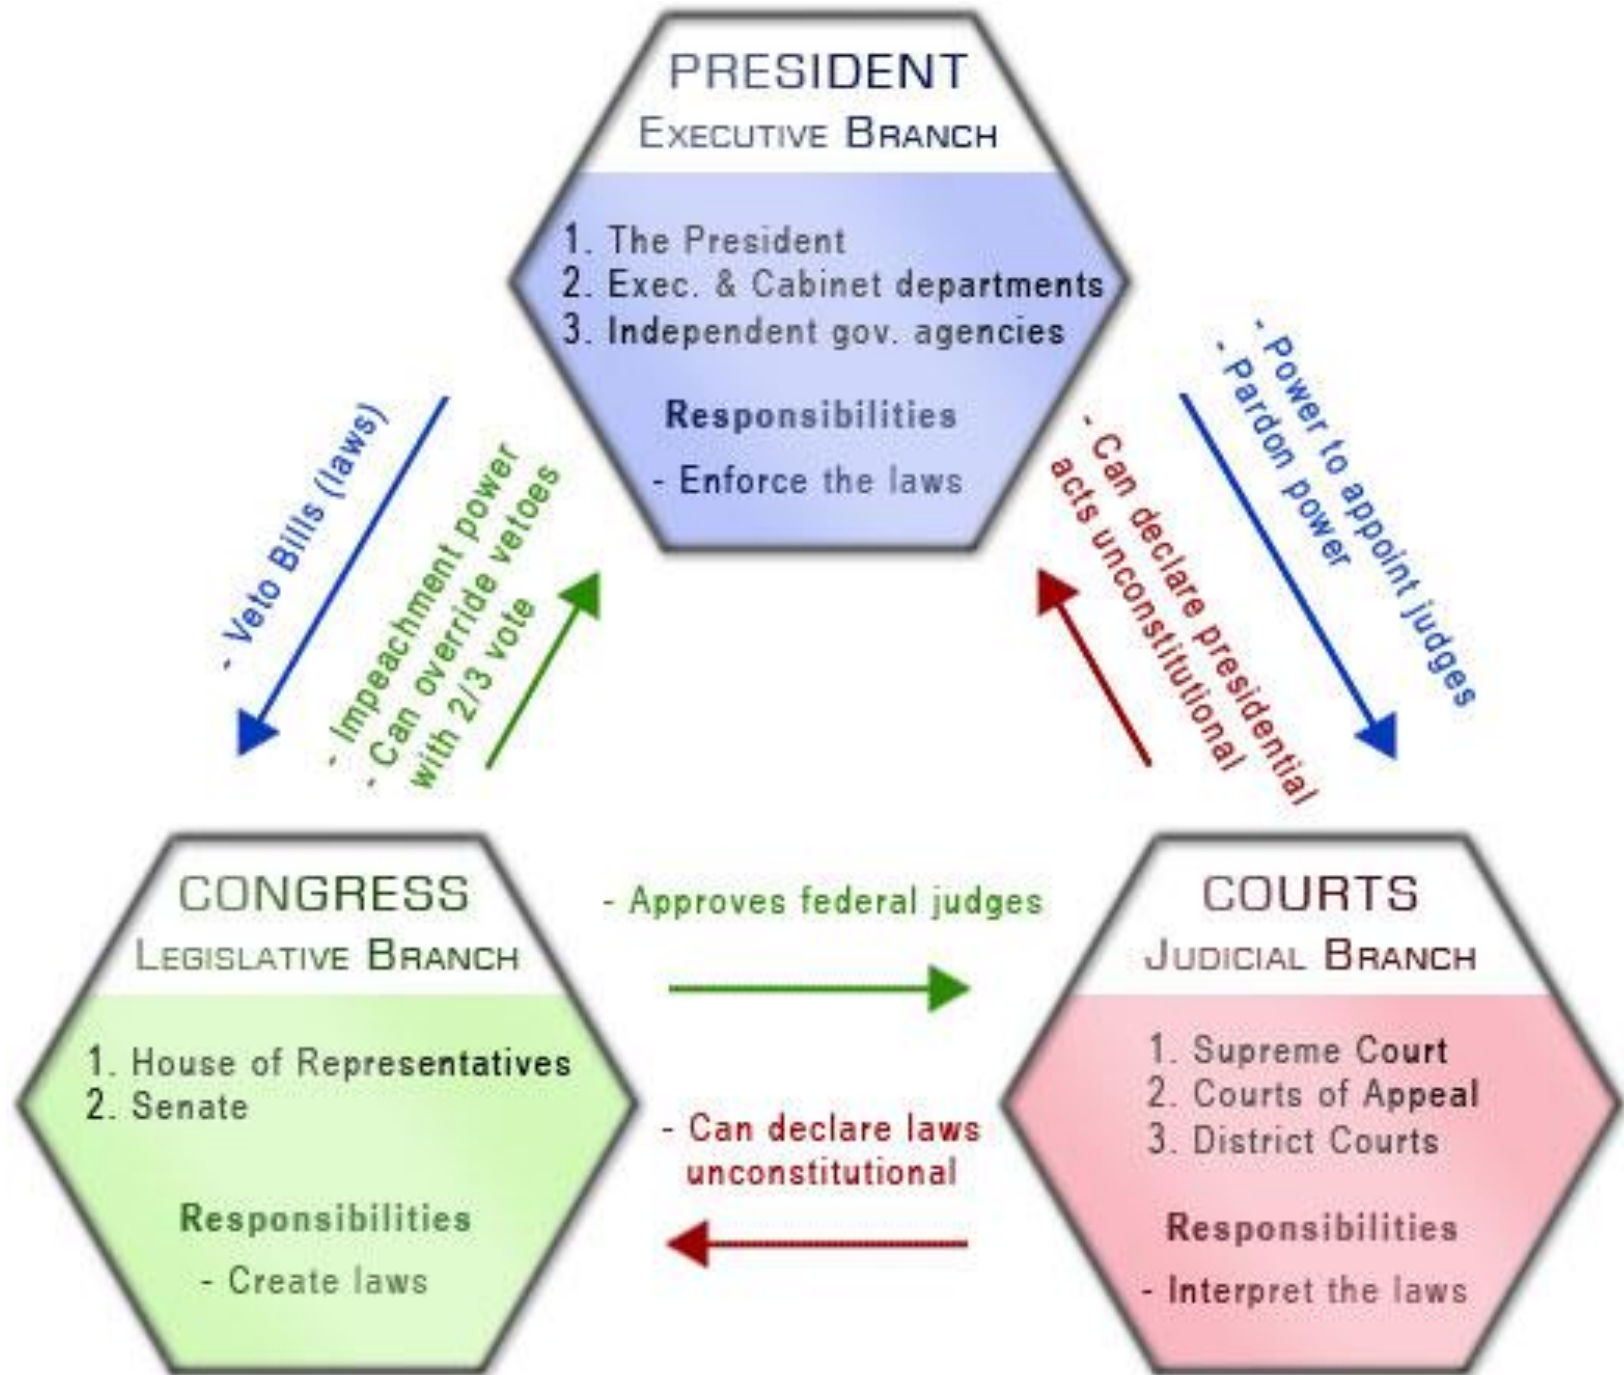 PRESIDENT
EXECUTIVE BRANCH
1. The President
2. Exec. & Cabinet departments
3. Independent gov. agencies
Responsibilities
- Enforce the laws
- Veto Bills (laws)
- Impeachment power
- Can override vetoes
with 2/3 vote
- Power to appoint judges
- Pardon power
- Can declare presidential
acts unconstitutional
CONGRESS
LEGISLATIVE BRANCH
1. House of Representatives
2. Senate
Responsibilities
- Create laws
- Approves federal judges
- Can declare laws
unconstitutional
COURTS
JUDICIAL BRANCH
1. Supreme Court
2. Courts of Appeal
3. District Courts
Responsibilities
- Interpret the laws